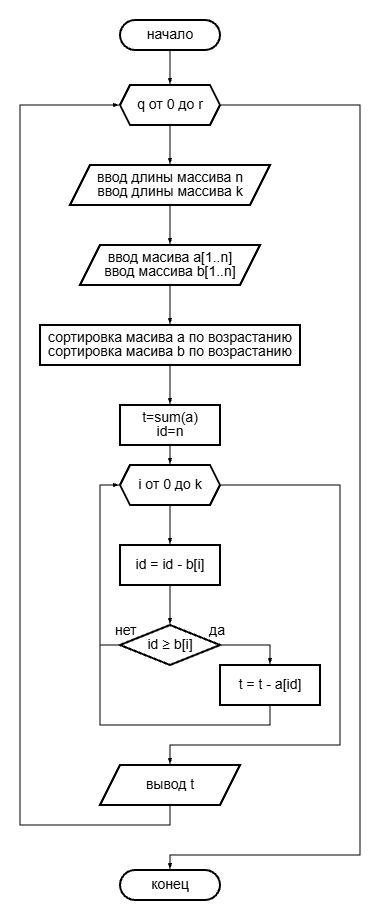 начало
q от 0 до r
ввод длины массива n
ввод длины массива k
ввод масива a[1..n]
ввод массива b[1..n]
сортировка масива a по возрастанию
сортировка масива b по возрастанию
t=sum(a)
id=n
i от 0 до k
id = id - b[i]
нет
да
id ≥ b[i]
t = t - a[id]
вывод t
конец